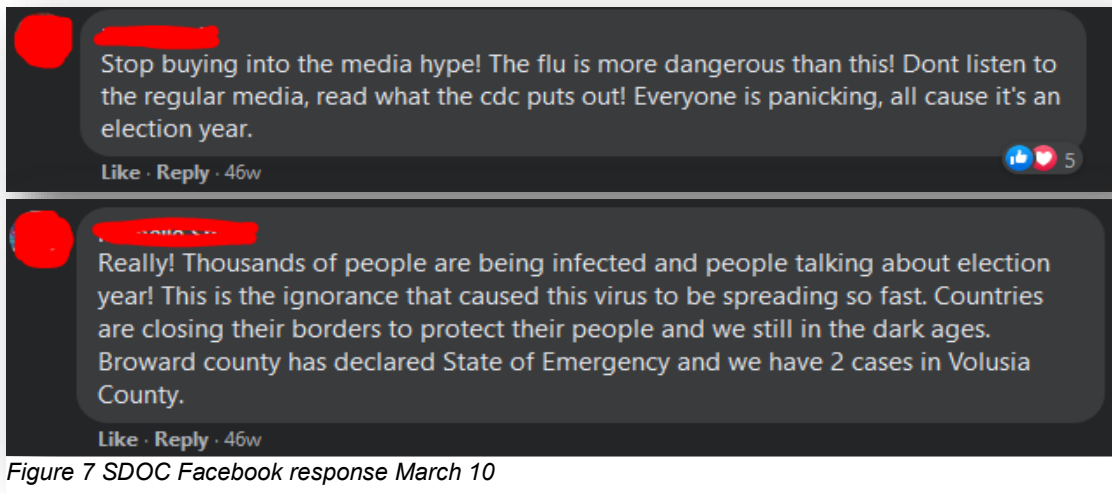 Stop buying into the media hype! The flu is more dangerous than this! Dont listen to
the regular media, read what the cdc puts out! Everyone is panicking, all cause it's an
election year.
Like · Reply · 46w
5
Really! Thousands of people are being infected and people talking about election
year! This is the ignorance that caused this virus to be spreading so fast. Countries
are closing their borders to protect their people and we still in the dark ages.
Broward county has declared State of Emergency and we have 2 cases in Volusia
County.
Like · Reply · 46w
Figure 7 SDOC Facebook response March 10